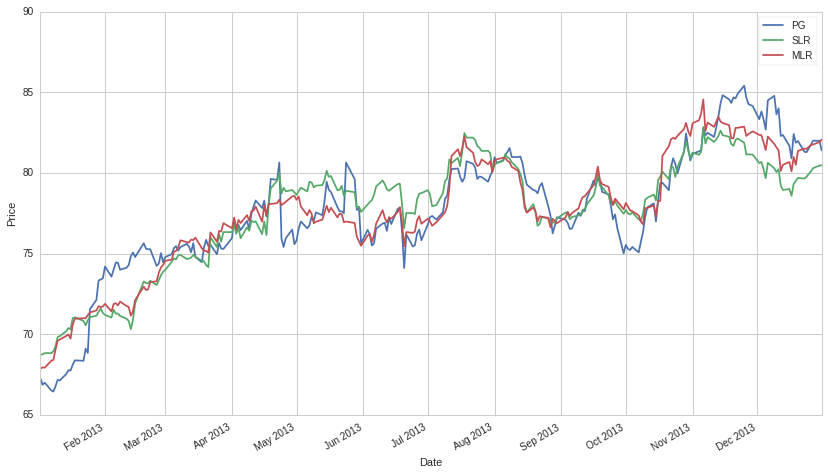 90
85
80
75
70
65
Price
PG
SLR
MLR
Feb 2013
Mar 2013
Apr 2013
May 2013
Jun 2013
Jul 2013
Aug 2013
Sep 2013
Oct 2013
Nov 2013
Dec 2013
Date